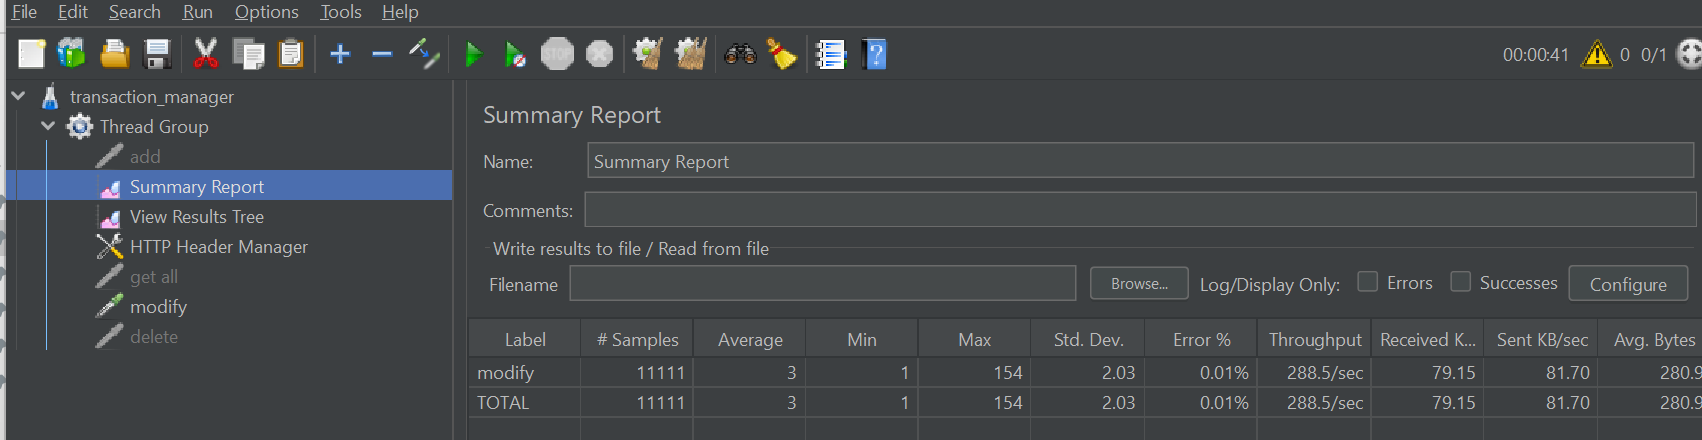 File Edit Search Run Options Tools Help
STOP 00:00:41 0 0/1
transaction_manager
Thread Group
add
Summary Report
View Results Tree
HTTP Header Manager
get all
modify
delete
Summary Report
Name: Summary Report
Comments:
Write results to file / Read from file
Filename Browse... Log/Display Only: Errors Successes Configure
Label # Samples Average Min Max Std. Dev. Error % Throughput Received K... Sent KB/sec Avg. Bytes
modify 11111 3 1 154 2.03 0.01% 288.5/sec 79.15 81.70 280.9
TOTAL 11111 3 1 154 2.03 0.01% 288.5/sec 79.15 81.70 280.9